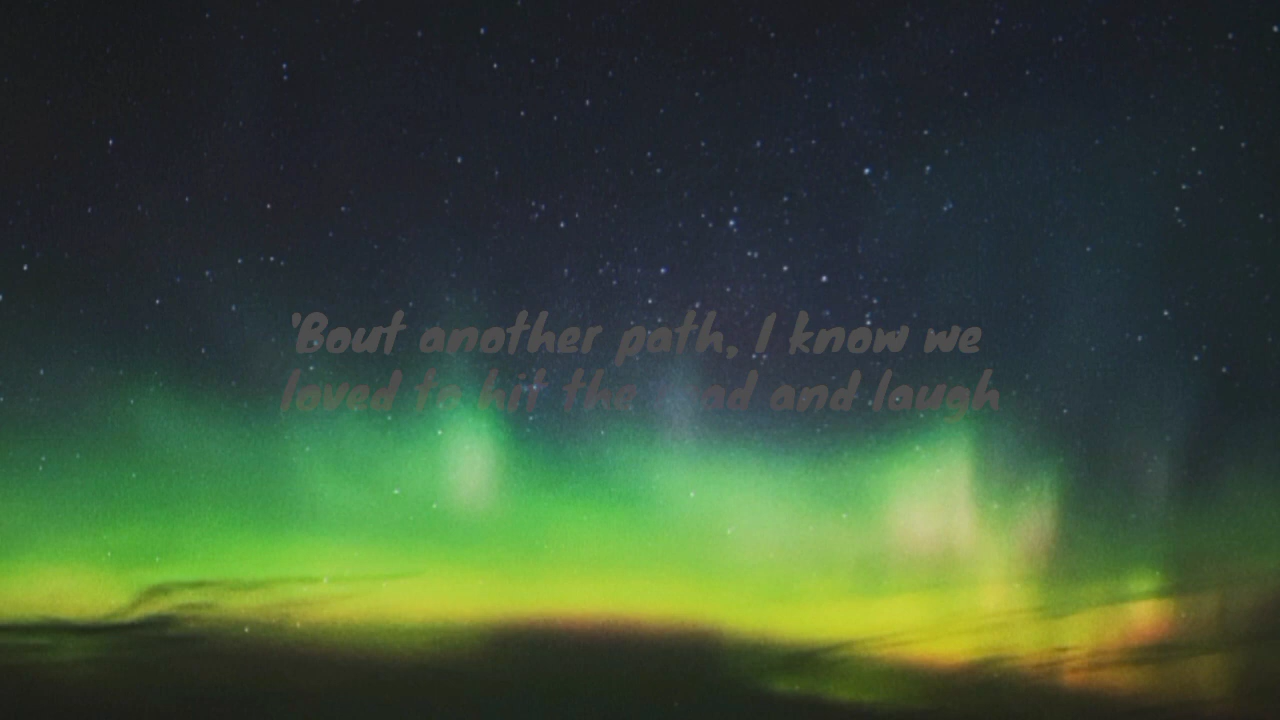 'Bout another path, I know we
loved to hit the and laugh